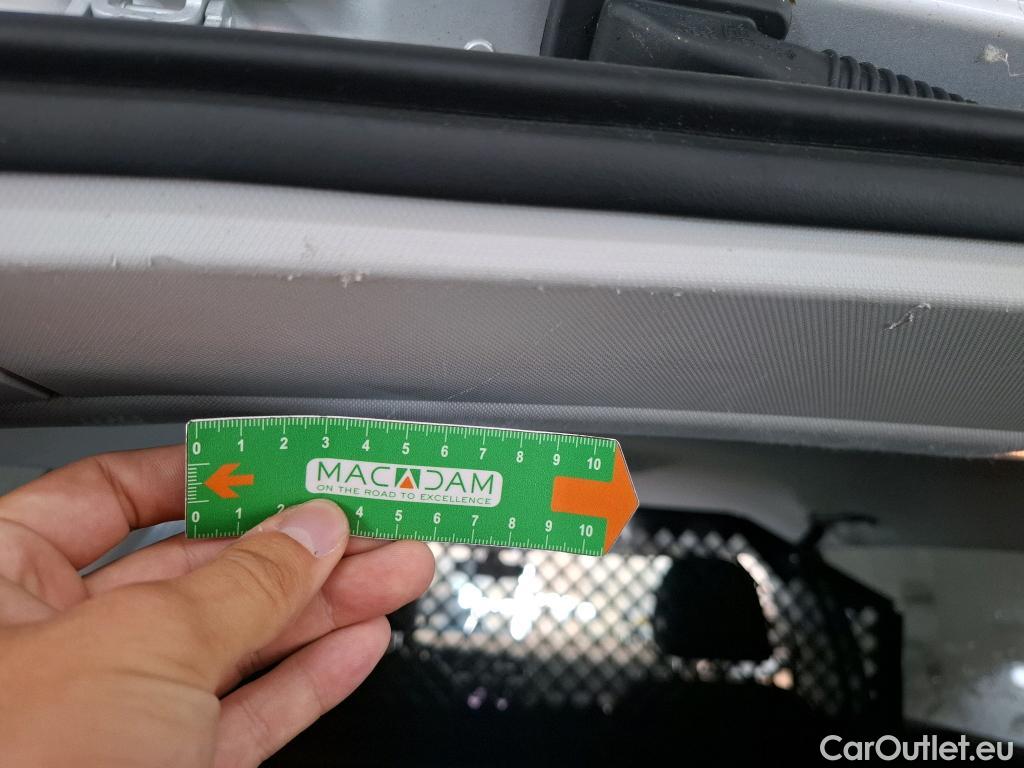 0 1 2 3 4 5 6 7 8 9 10
MACADAM
ON THE ROAD TO EXCELLENCE
0 1 2 4 5 6 7 8 9 10
CarOutlet.eu